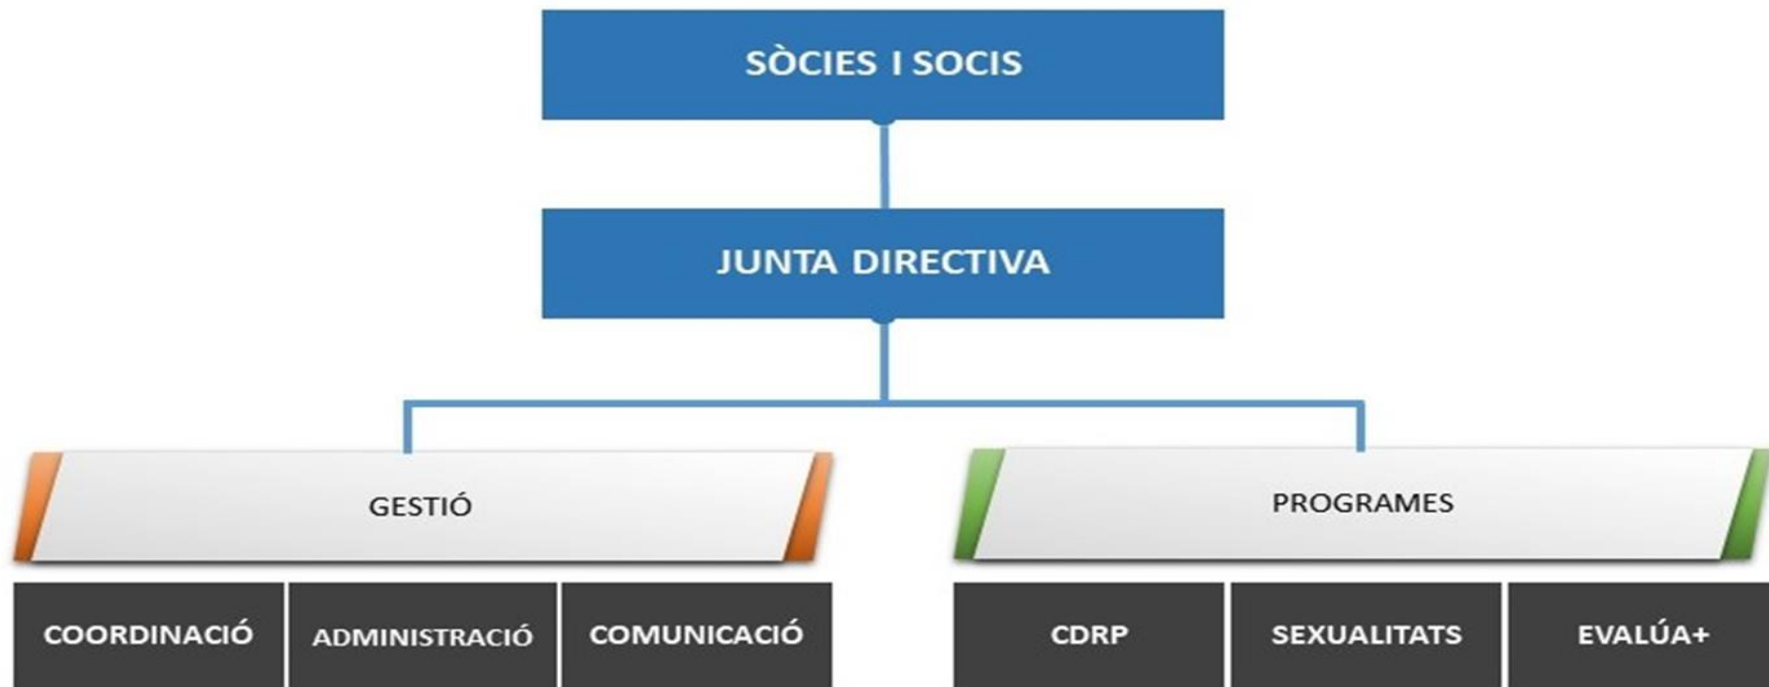 SÒCIES I SOCIS
JUNTA DIRECTIVA
GESTIÓ
PROGRAMES
COORDINACIÓ
ADMINISTRACIÓ
COMUNICACIÓ
CDRP
SEXUALITATS
EVALÚA+